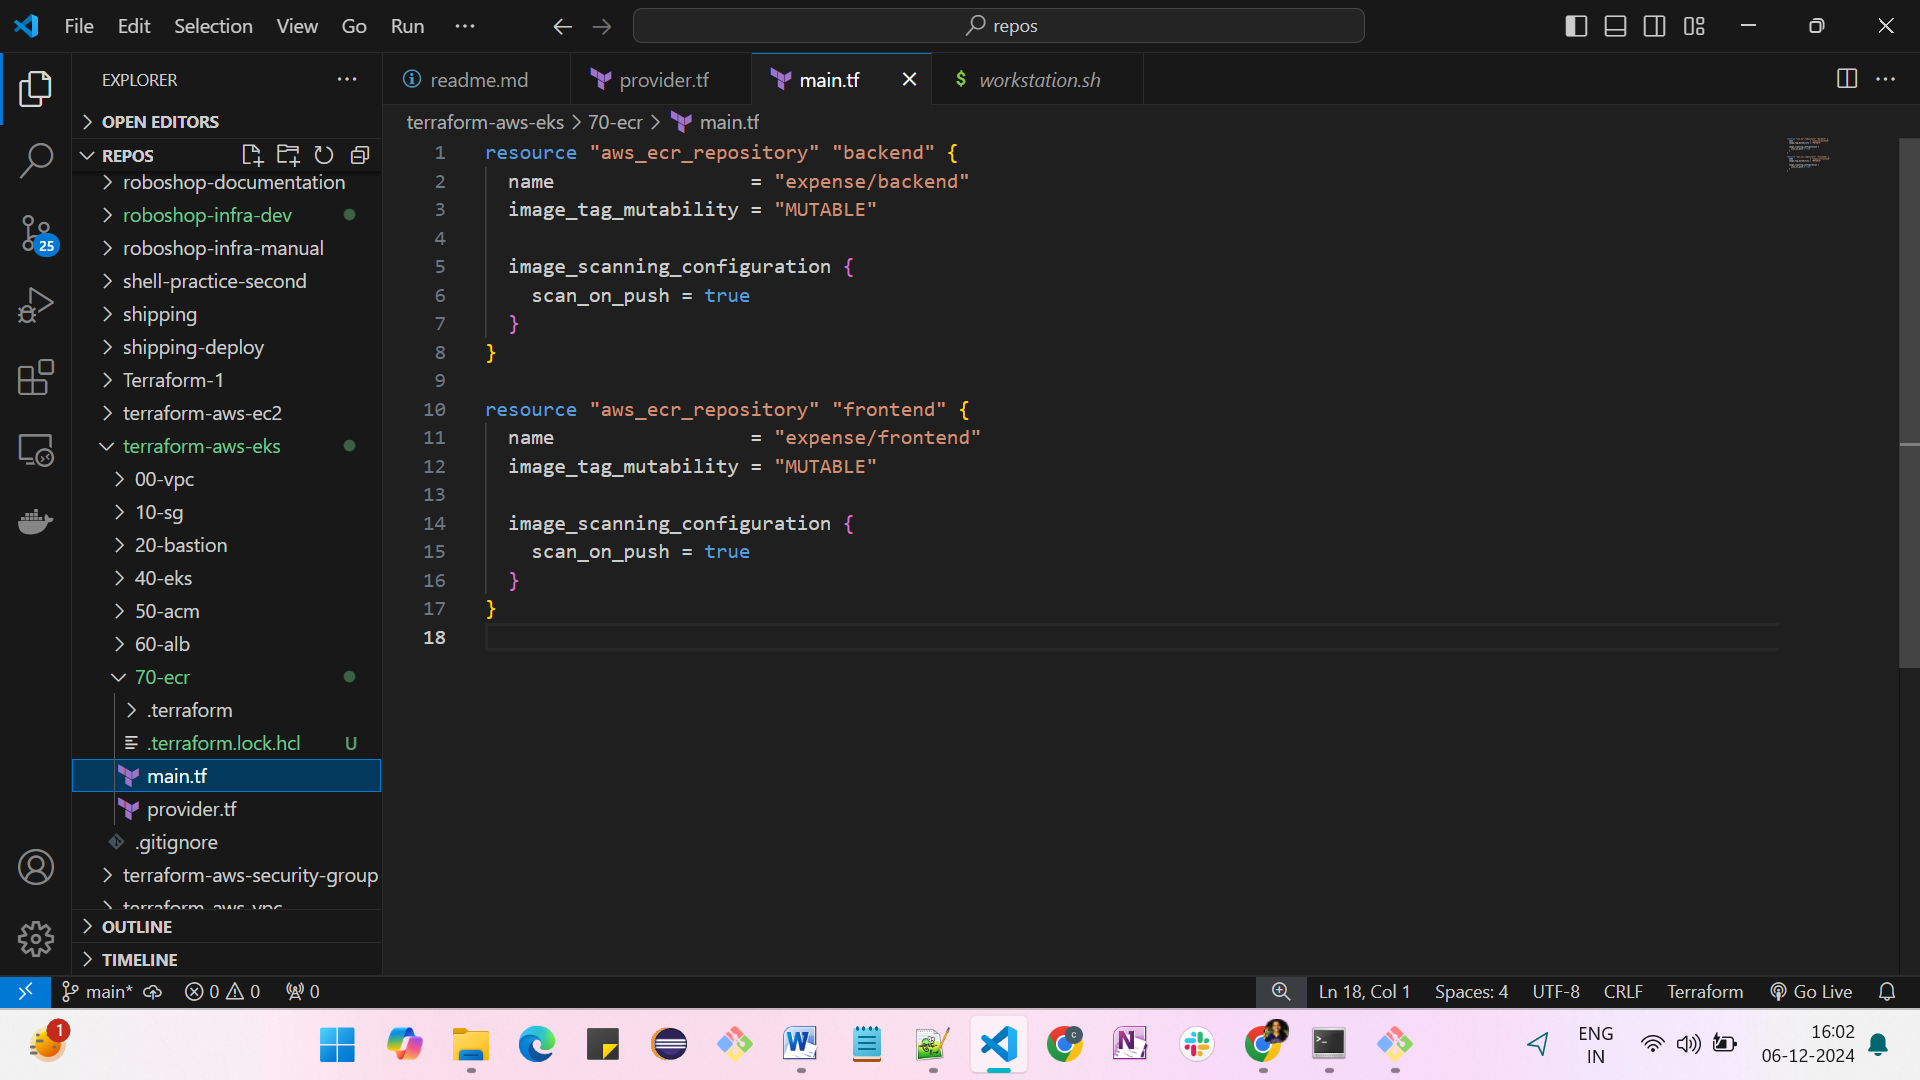 File Edit Selection View Go Run ··· repos
EXPLORER ···
readme.md provider.tf main.tf workstation.sh ···
OPEN EDITORS
REPOS
roboshop-documentation
roboshop-infra-dev
roboshop-infra-manual
shell-practice-second
shipping
shipping-deploy
Terraform-1
terraform-aws-ec2
terraform-aws-eks
00-vpc
10-sg
20-bastion
40-eks
50-acm
60-alb
70-ecr
.terraform
.terraform.lock.hcl U
main.tf
provider.tf
.gitignore
terraform-aws-security-group
terraform-aws-vpc
OUTLINE
TIMELINE
25
terraform-aws-eks > 70-ecr > main.tf
1 resource "aws_ecr_repository" "backend" {
2 name = "expense/backend"
3 image_tag_mutability = "MUTABLE"
4
5 image_scanning_configuration {
6 scan_on_push = true
7 }
8 }
9
10 resource "aws_ecr_repository" "frontend" {
11 name = "expense/frontend"
12 image_tag_mutability = "MUTABLE"
13
14 image_scanning_configuration {
15 scan_on_push = true
16 }
17 }
18
main* 0 0 0 Ln 18, Col 1 Spaces: 4 UTF-8 CRLF Terraform Go Live
1
ENG
IN
16:02
06-12-2024